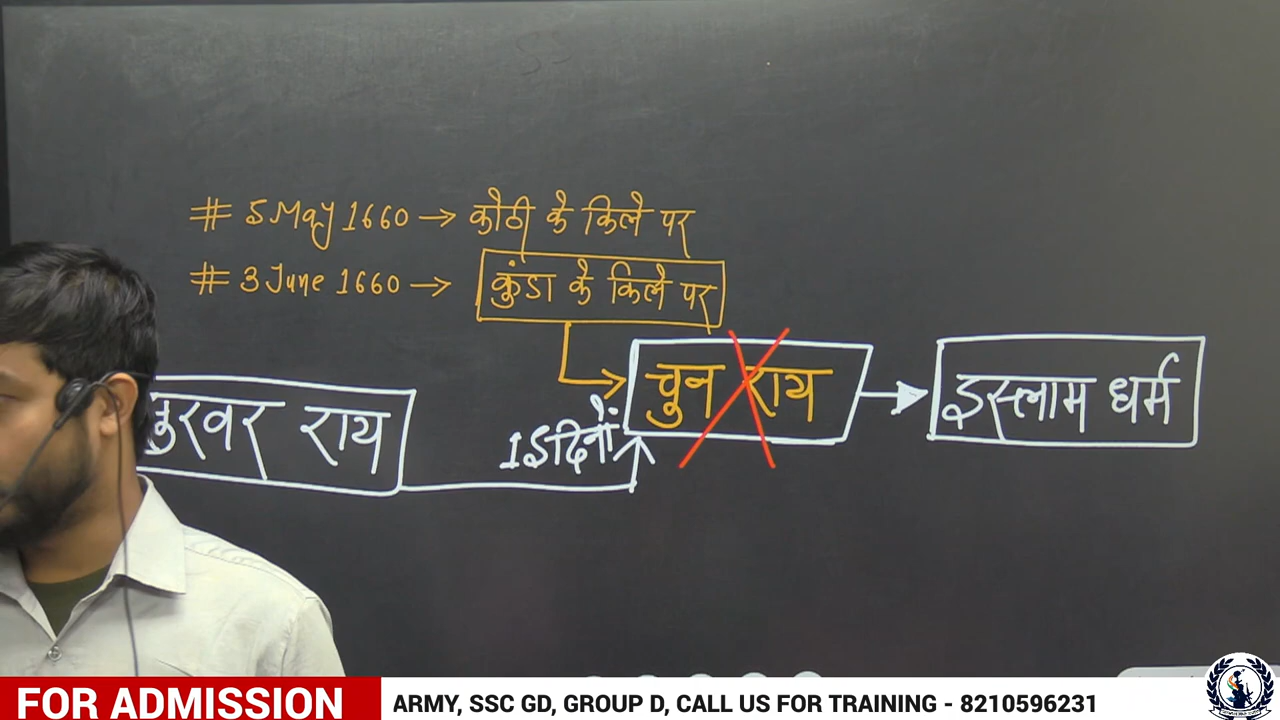 # 5 May 1660 → कोठी के किले पर
# 3 June 1660 → कुंडा के किले पर
चुन राय → इस्लाम धर्म
राय
15 दिनों
FOR ADMISSION
ARMY, SSC GD, GROUP D, CALL US FOR TRAINING - 8210596231